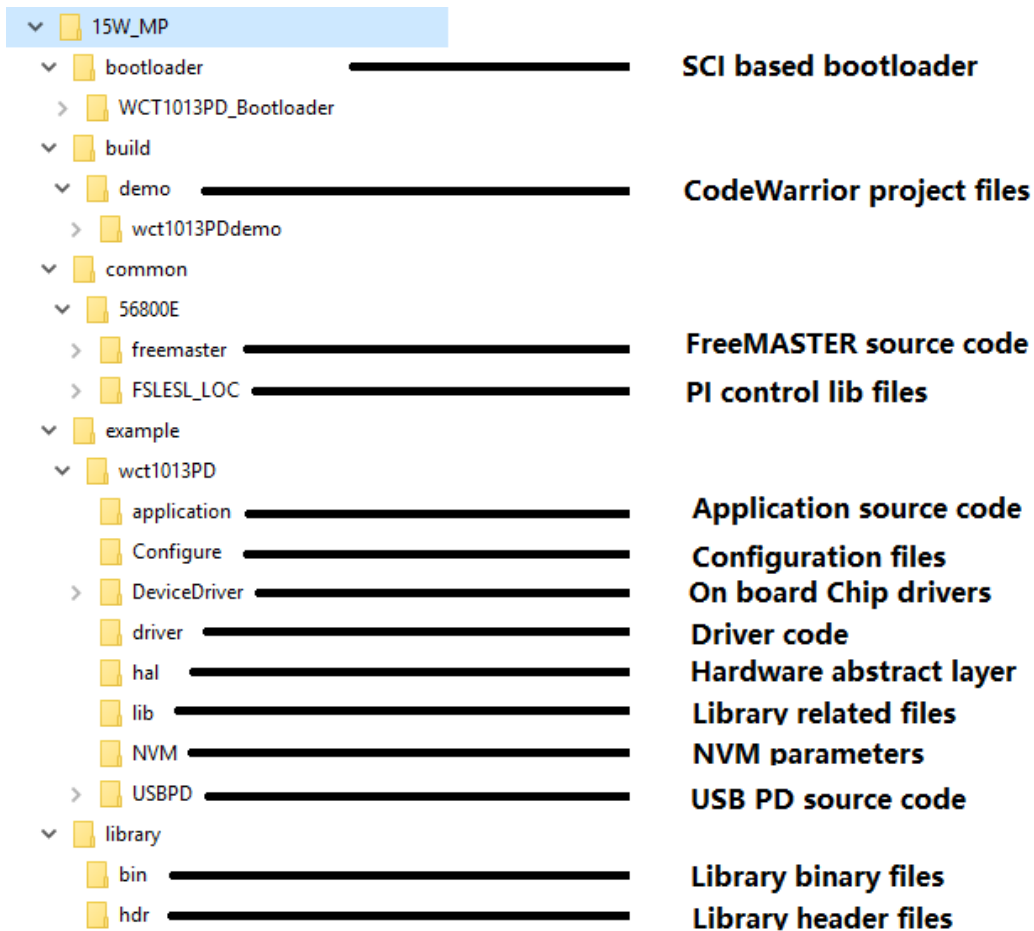 15W_MP
bootloader SCI based bootloader
WCT1013PD_Bootloader
build
demo CodeWarrior project files
wct1013PDdemo
common
56800E
freemaster FreeMASTER source code
FSLESL_LOC PI control lib files
example
wct1013PD
application Application source code
Configure Configuration files
DeviceDriver On board Chip drivers
driver Driver code
hal Hardware abstract layer
lib Library related files
NVM NVM parameters
USBPD USB PD source code
library
bin Library binary files
hdr Library header files